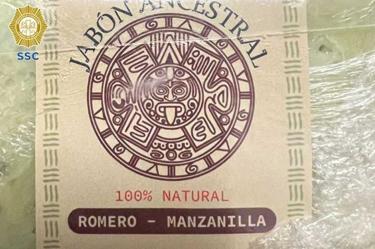 SSC
JABÓN ANCESTRAL
100% NATURAL
ROMERO - MANZANILLA